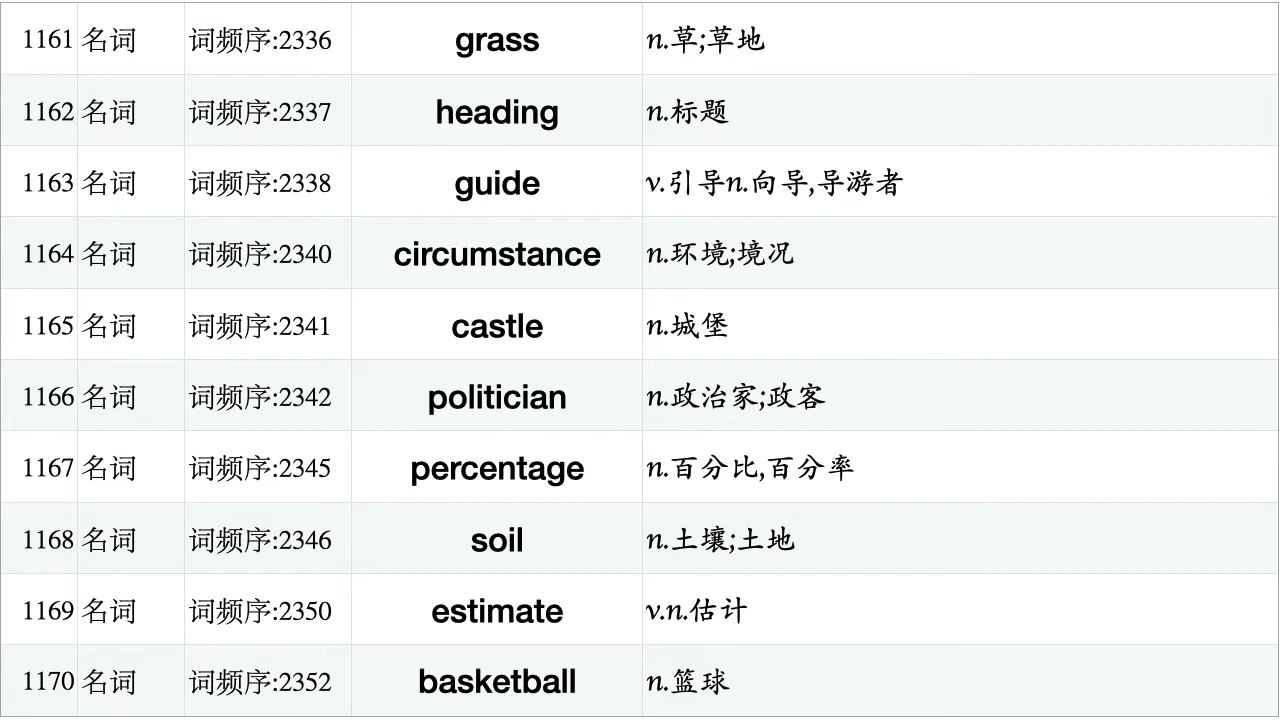 1161 名词 词频序:2336 grass n.草;草地
1162 名词 词频序:2337 heading n.标题
1163 名词 词频序:2338 guide v.引导n.向导,导游者
1164 名词 词频序:2340 circumstance n.环境;境况
1165 名词 词频序:2341 castle n.城堡
1166 名词 词频序:2342 politician n.政治家;政客
1167 名词 词频序:2345 percentage n.百分比,百分率
1168 名词 词频序:2346 soil n.土壤;土地
1169 名词 词频序:2350 estimate v.n.估计
1170 名词 词频序:2352 basketball n.篮球